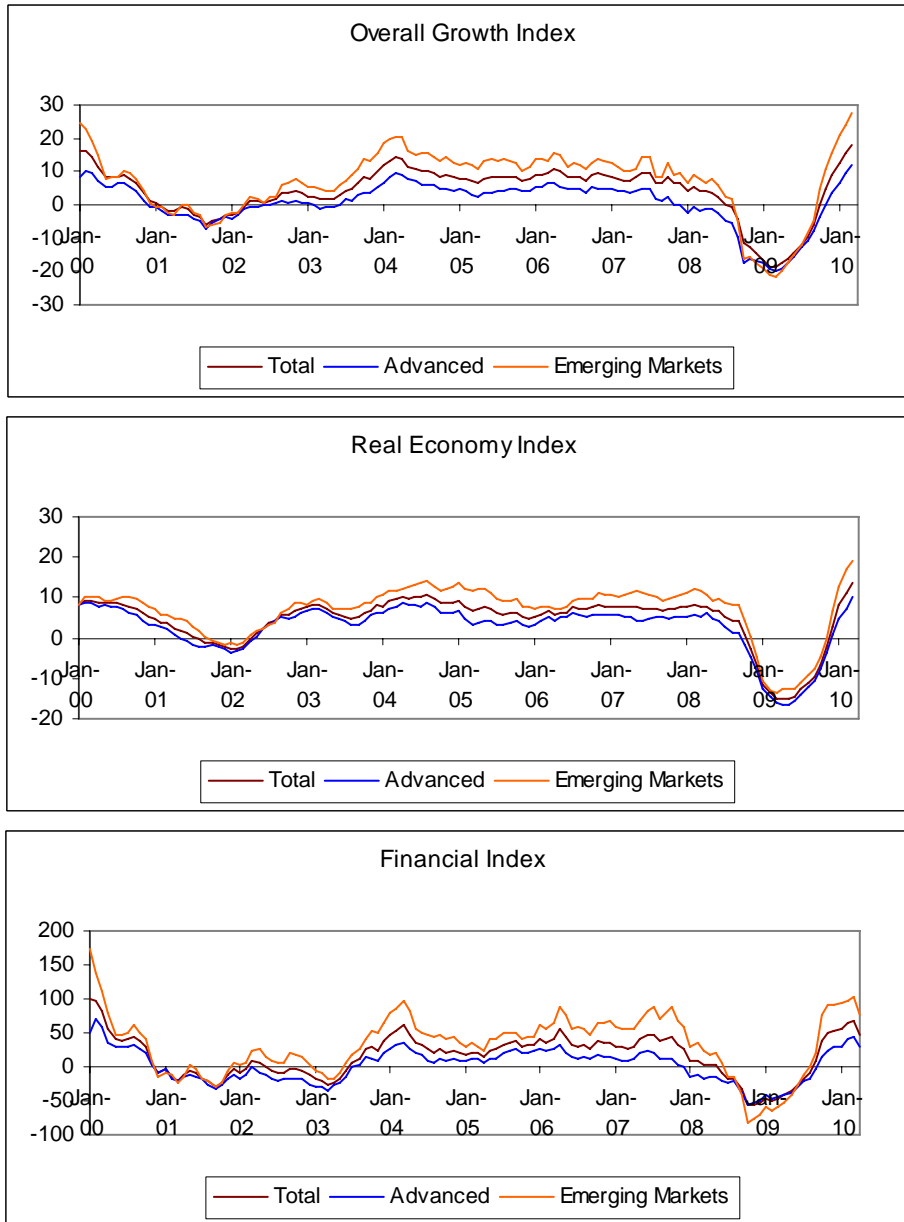 Overall Growth Index
30
20
10
0
-10
-20
-30
Jan- Jan- Jan- Jan- Jan- Jan- Jan- Jan- Jan- Jan- Jan-
00 01 02 03 04 05 06 07 08 09 10
Total Advanced Emerging Markets
Real Economy Index
30
20
10
0
-10
-20
Jan- Jan- Jan- Jan- Jan- Jan- Jan- Jan- Jan- Jan- Jan-
00 01 02 03 04 05 06 07 08 09 10
Total Advanced Emerging Markets
Financial Index
200
150
100
50
0
-50
-100
Jan- Jan- Jan- Jan- Jan- Jan- Jan- Jan- Jan- Jan- Jan-
00 01 02 03 04 05 06 07 08 09 10
Total Advanced Emerging Markets